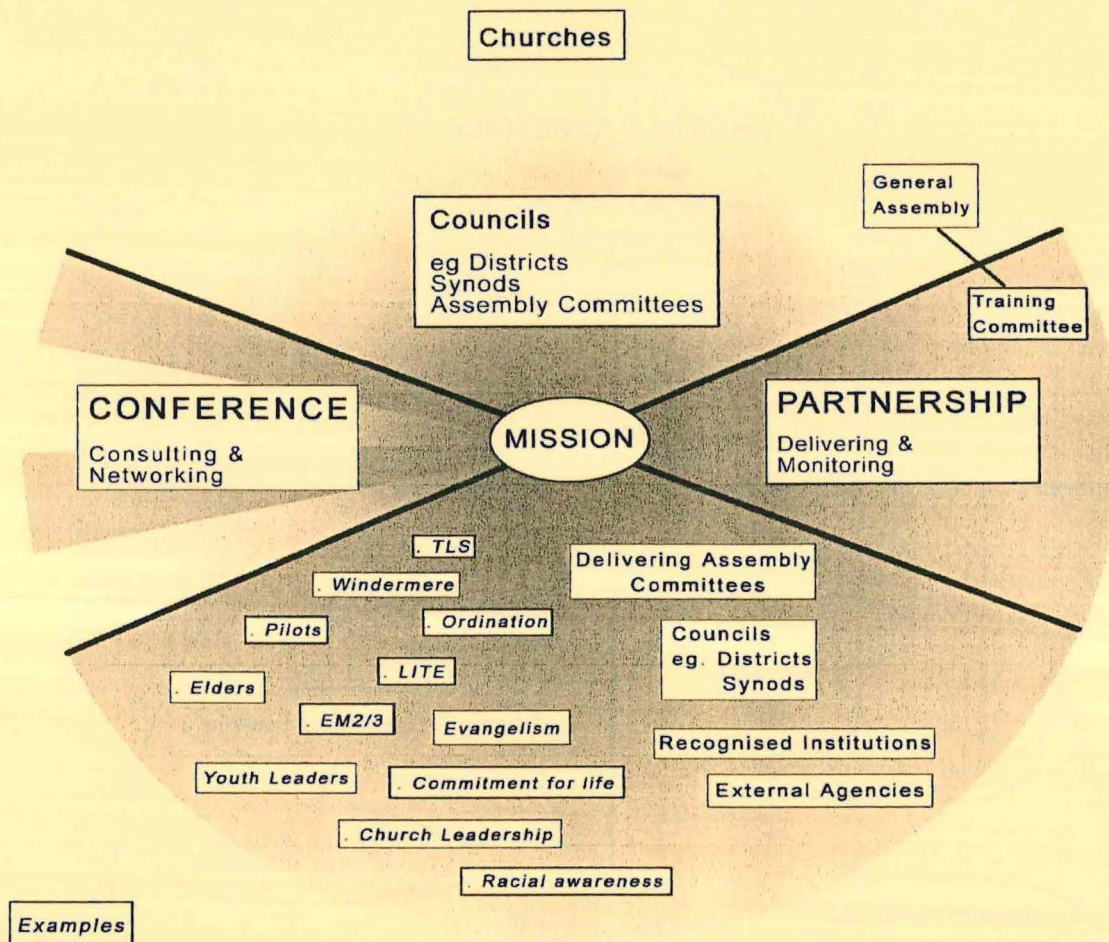 Churches
General
Assembly
Councils
eg Districts
Synods
Assembly Committees
Training
Committee
CONFERENCE
Consulting &
Networking
MISSION
PARTNERSHIP
Delivering &
Monitoring
. TLS
. Windermere
. Pilots
. Ordination
. LITE
. Elders
. EM2/3
Evangelism
Youth Leaders
. Commitment for life
. Church Leadership
. Racial awareness
Delivering Assembly
Committees
Councils
eg. Districts
Synods
Recognised Institutions
External Agencies
Examples